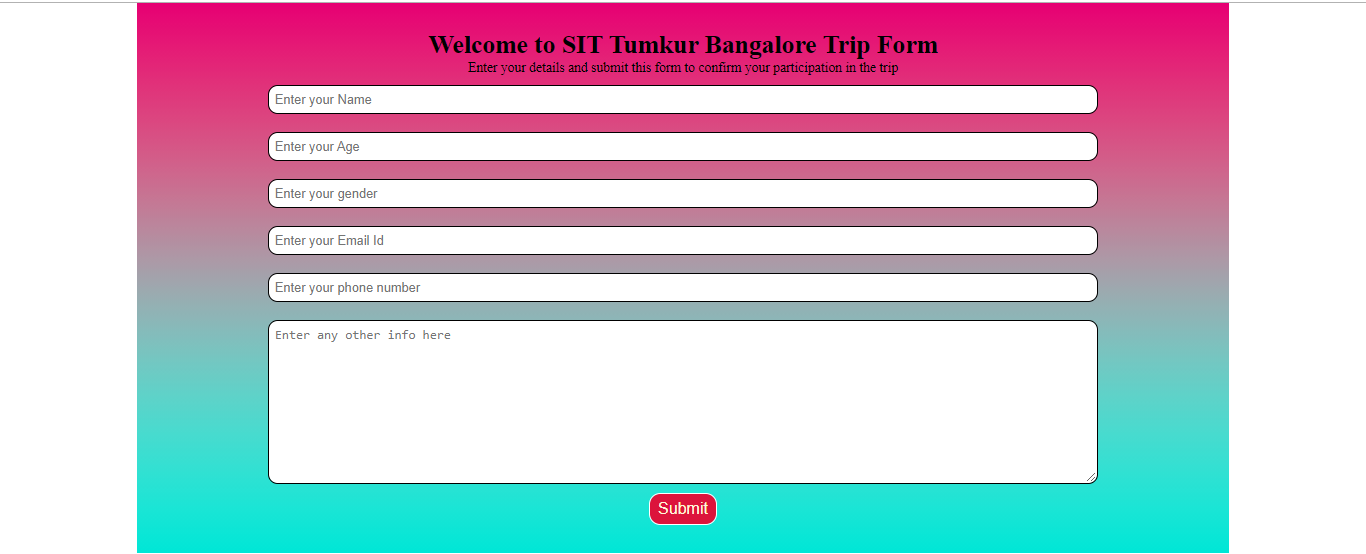 Welcome to SIT Tumkur Bangalore Trip Form
Enter your details and submit this form to confirm your participation in the trip
Enter your Name
Enter your Age
Enter your gender
Enter your Email Id
Enter your phone number
Enter any other info here
Submit